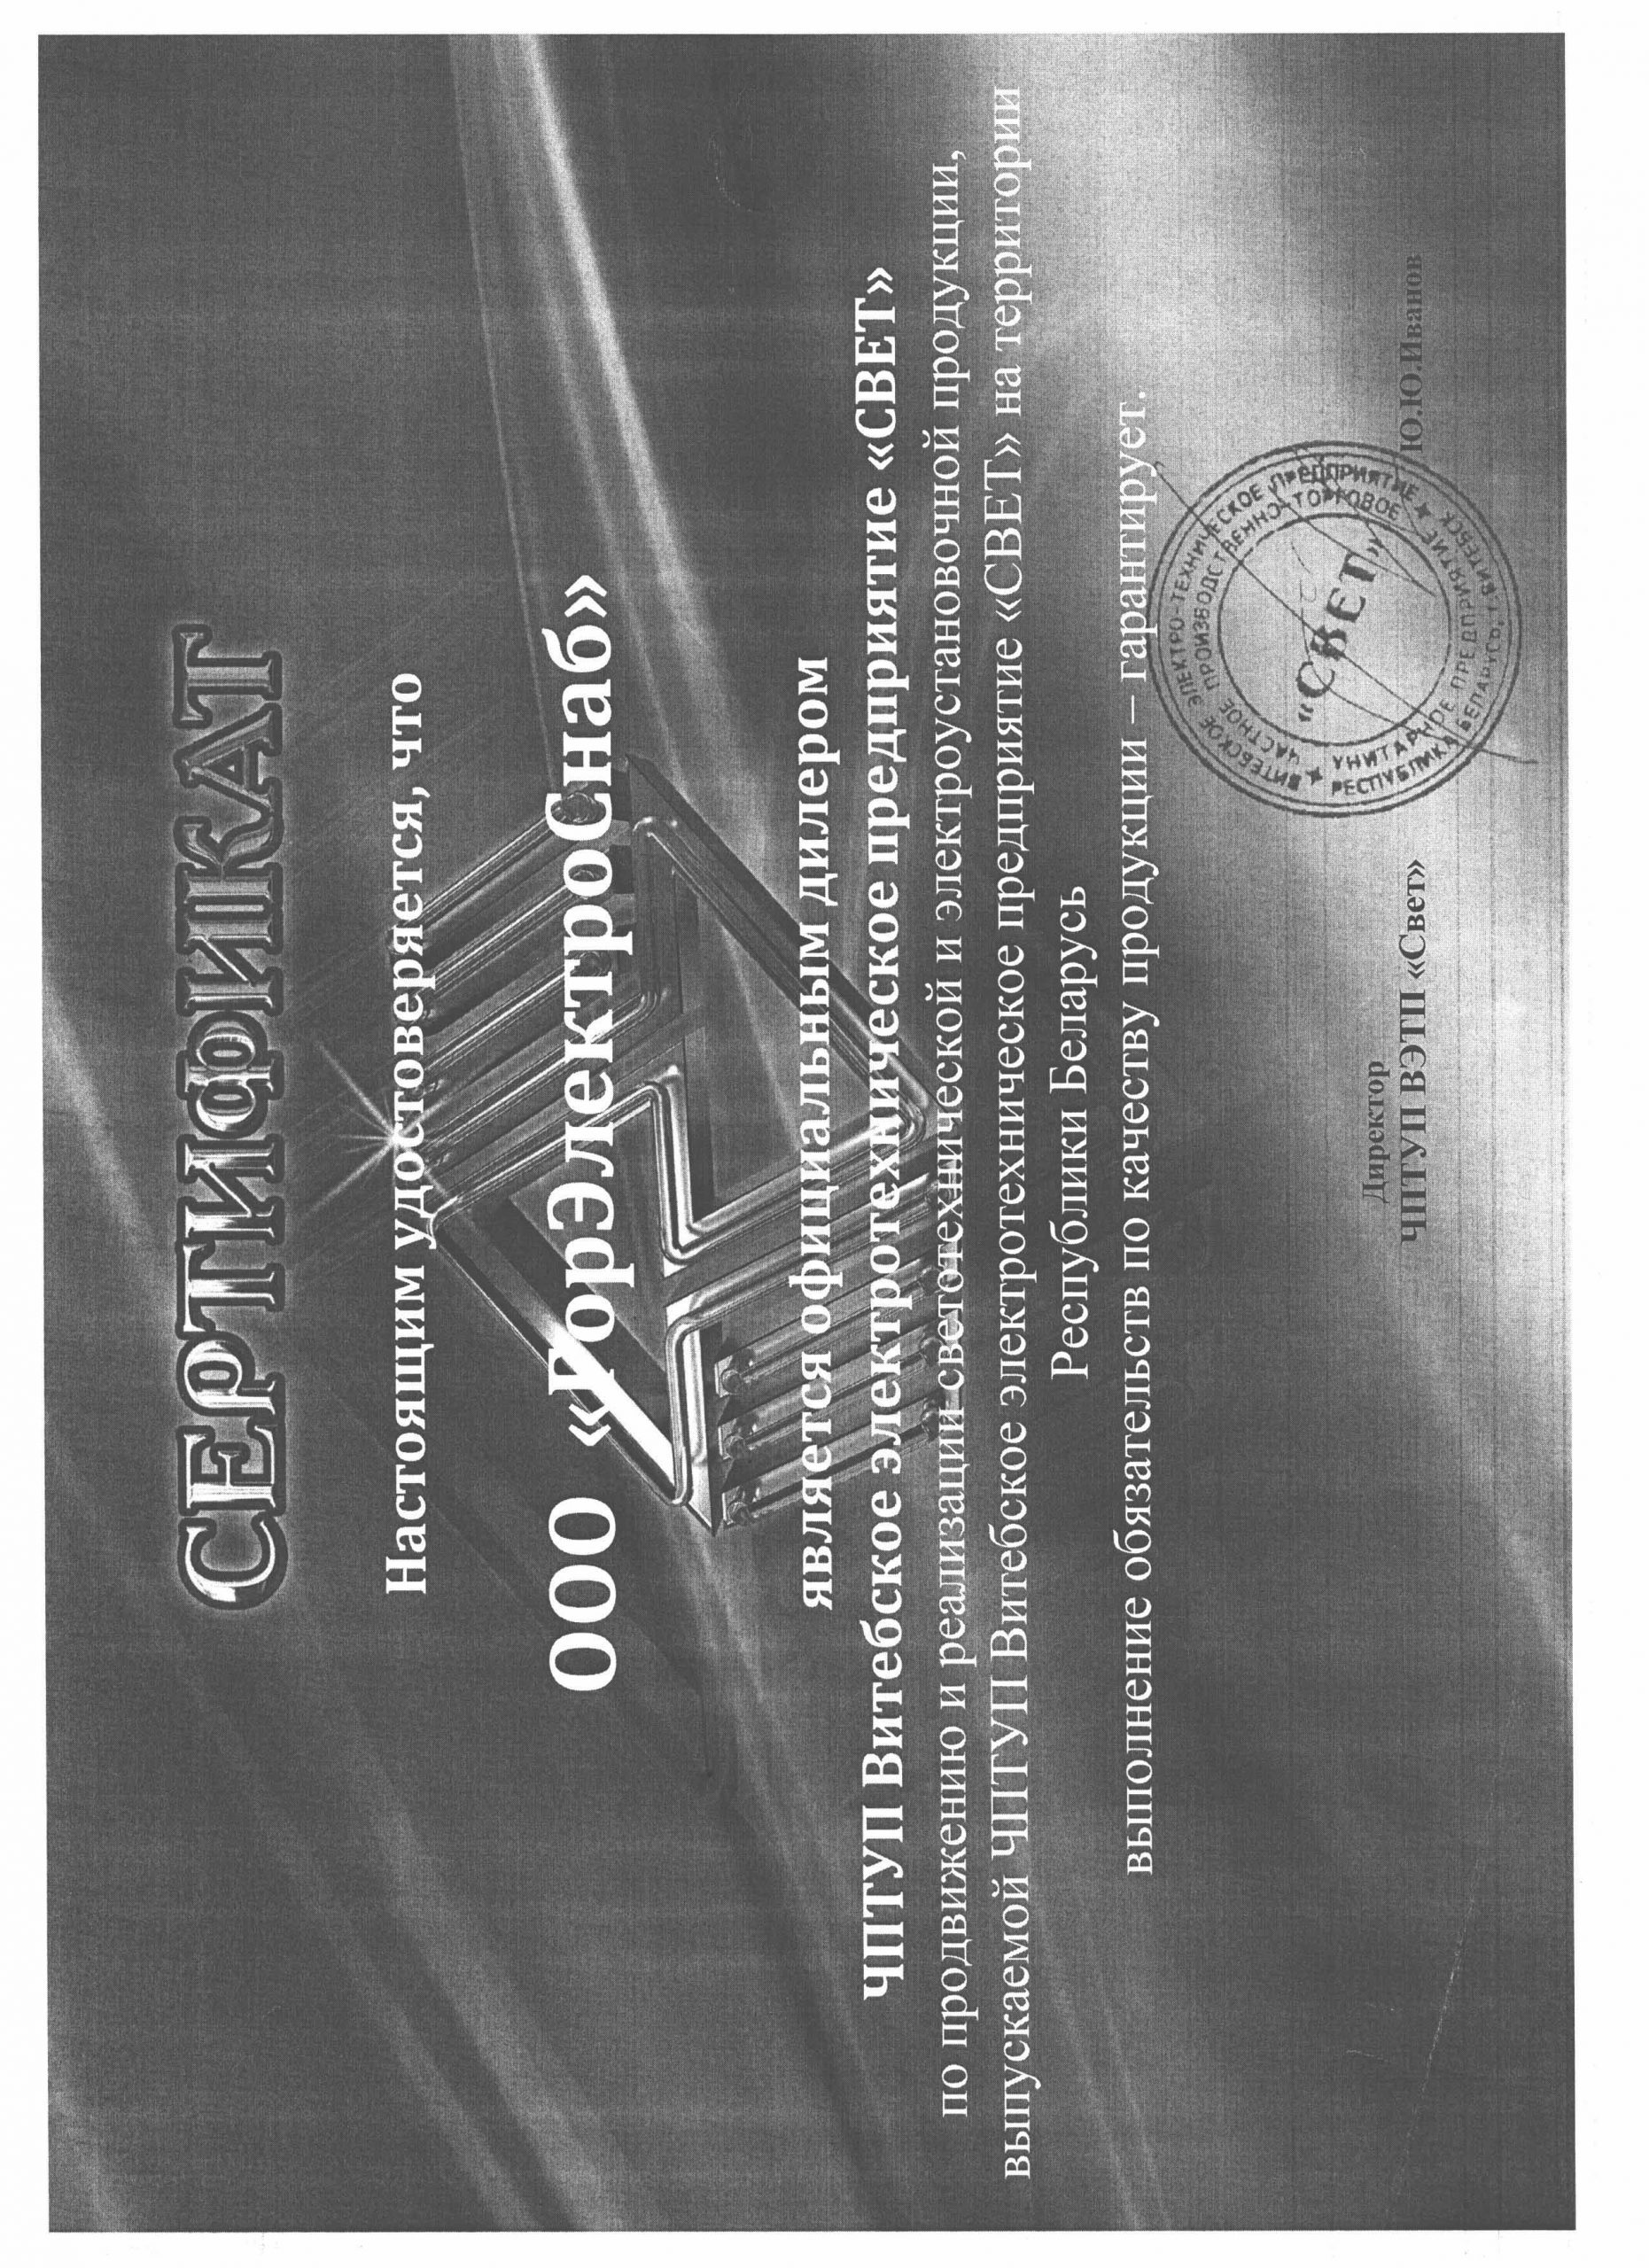 СЕРТИФИКАТ
Настоящим удостоверяется, что
ООО «ГорЭлектроСнаб»
является официальным дилером
ЧПТУП Витебское электротехническое предприятие «СВЕТ»
по продвижению и реализации светотехнической и электроустановочной продукции,
выпускаемой ЧПТУП Витебское электротехническое предприятие «СВЕТ» на территории
Республики Беларусь
выполнение обязательств по качеству продукции – гарантирует.
Директор
ЧПТУП ВЭТП «Свет»
Ю.Ю.Иванов
ВИТЕБСКОЕ ЭЛЕКТРО-ТЕХНИЧЕСКОЕ ПРЕДПРИЯТИЕ
РЕСПУБЛИКА БЕЛАРУСЬ, г.ВИТЕБСК
ЧАСТНОЕ ПРОИЗВОДСТВЕННО-ТОРГОВОЕ
УНИТАРНОЕ ПРЕДПРИЯТИЕ
«СВЕТ»